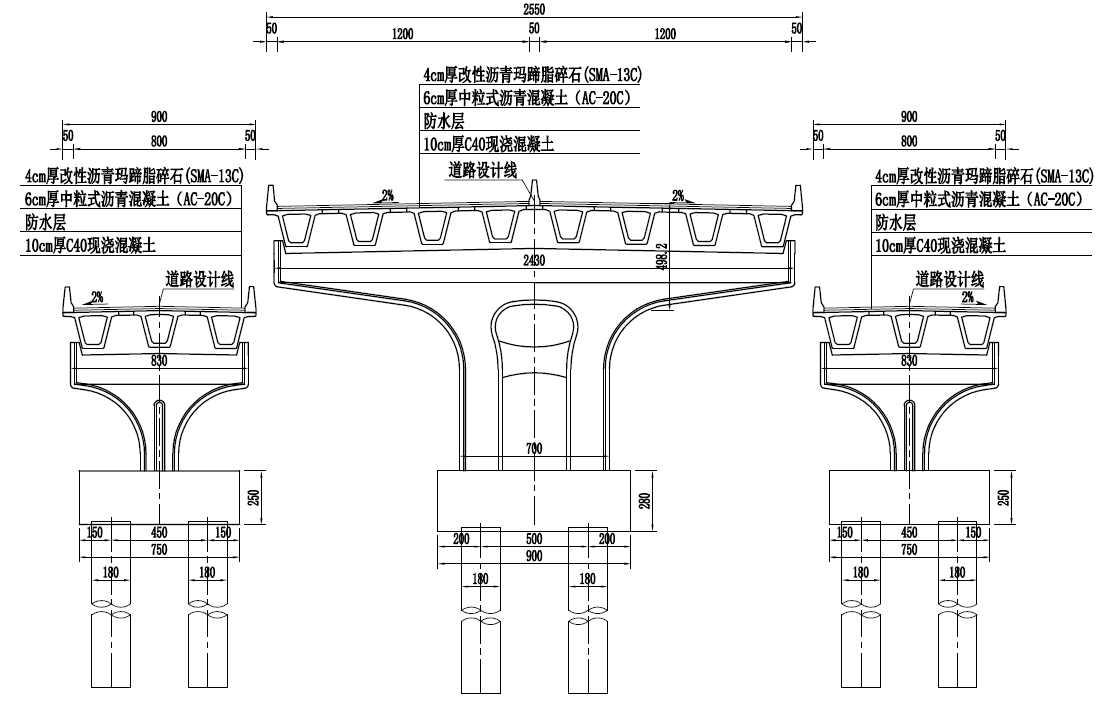 2550
50 1200 50 1200 50
4cm厚改性沥青玛蹄脂碎石(SMA-13C)
6cm厚中粒式沥青混凝土（AC-20C）
防水层
10cm厚C40现浇混凝土
道路设计线
2% 2%
2430
498.2
700
280
200 500 200
900
180 180
900
50 800 50
4cm厚改性沥青玛蹄脂碎石(SMA-13C)
6cm厚中粒式沥青混凝土（AC-20C）
防水层
10cm厚C40现浇混凝土
道路设计线
2%
830
250
150 450 150
750
180 180
900
50 800 50
4cm厚改性沥青玛蹄脂碎石(SMA-13C)
6cm厚中粒式沥青混凝土（AC-20C）
防水层
10cm厚C40现浇混凝土
道路设计线
2%
830
250
150 450 150
750
180 180